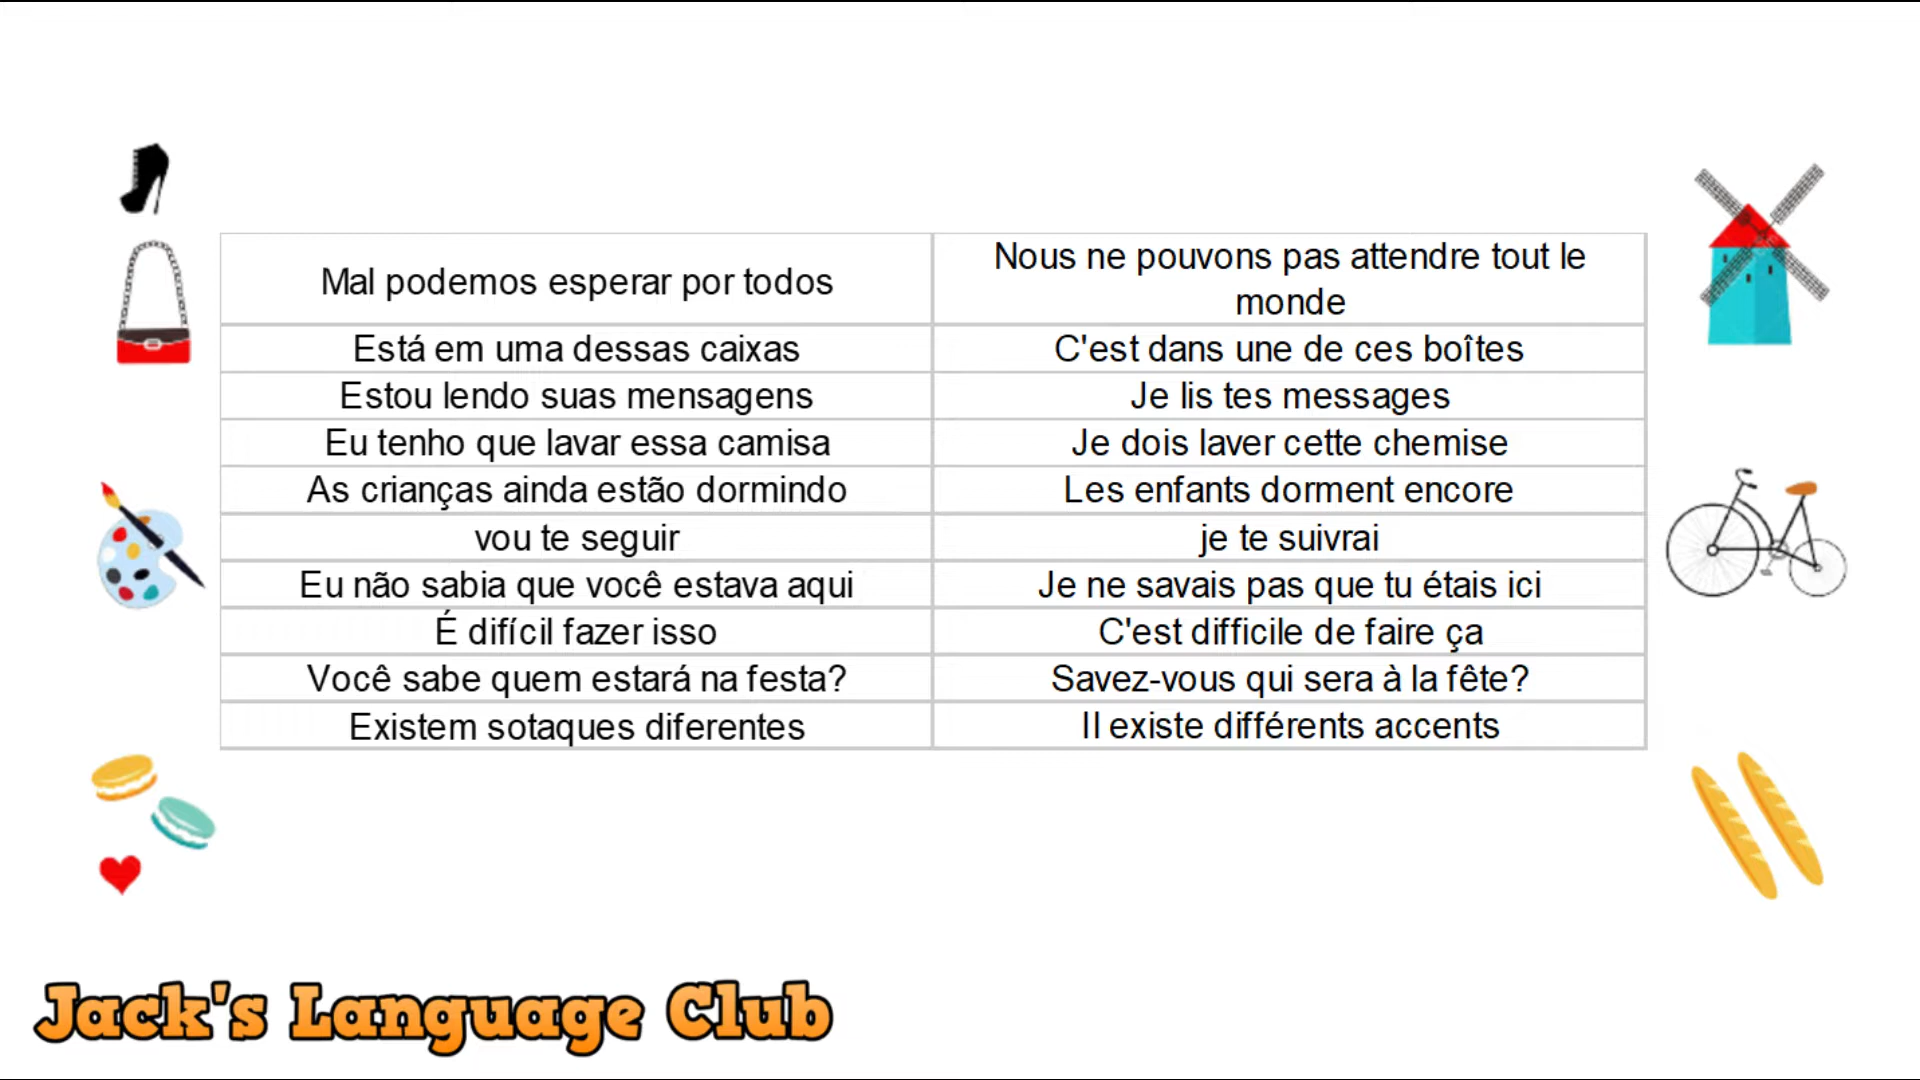 Mal podemos esperar por todos
Nous ne pouvons pas attendre tout le
monde
Está em uma dessas caixas
C'est dans une de ces boîtes
Estou lendo suas mensagens
Je lis tes messages
Eu tenho que lavar essa camisa
Je dois laver cette chemise
As crianças ainda estão dormindo
Les enfants dorment encore
vou te seguir
je te suivrai
Eu não sabia que você estava aqui
Je ne savais pas que tu étais ici
É difícil fazer isso
C'est difficile de faire ça
Você sabe quem estará na festa?
Savez-vous qui sera à la fête?
Existem sotaques diferentes
Il existe différents accents
Jack's Language Club